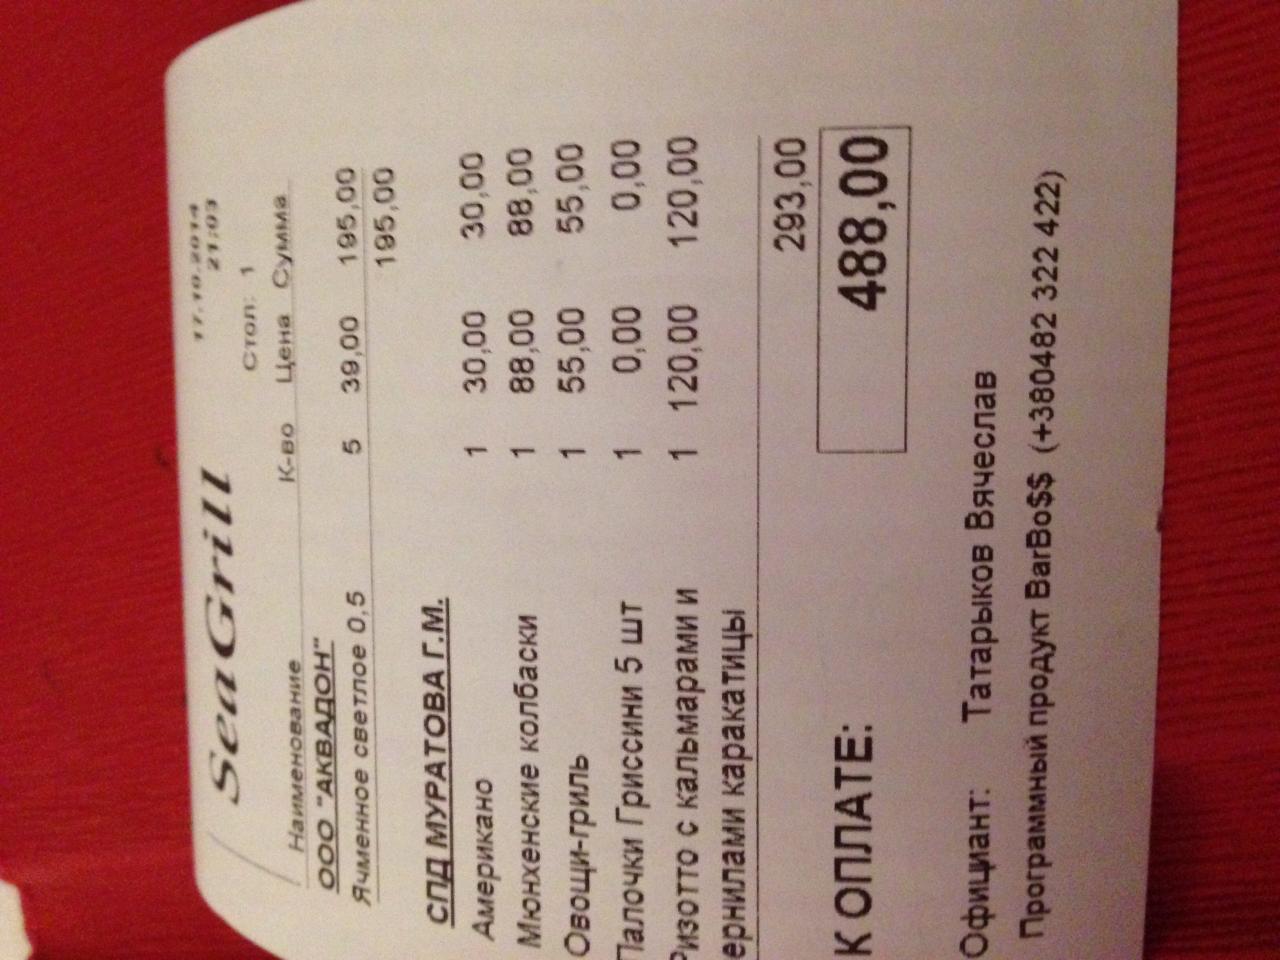 SeaGrill 17.10.2014
21:03
Стол: 1
Наименование К-во Цена Сумма
ООО "АКВАДОН"
Ячменное светлое 0,5 5 39,00 195,00
195,00
СПД МУРАТОВА Г.М.
Американо 1 30,00 30,00
Мюнхенские колбаски 1 88,00 88,00
Овощи-гриль 1 55,00 55,00
Палочки Гриссини 5 шт 1 0,00 0,00
Ризотто с кальмарами и 1 120,00 120,00
ернилами каракатицы
293,00
К ОПЛАТЕ: 488,00
Официант: Татарыков Вячеслав
Программный продукт BarBo$$ (+380482 322 422)